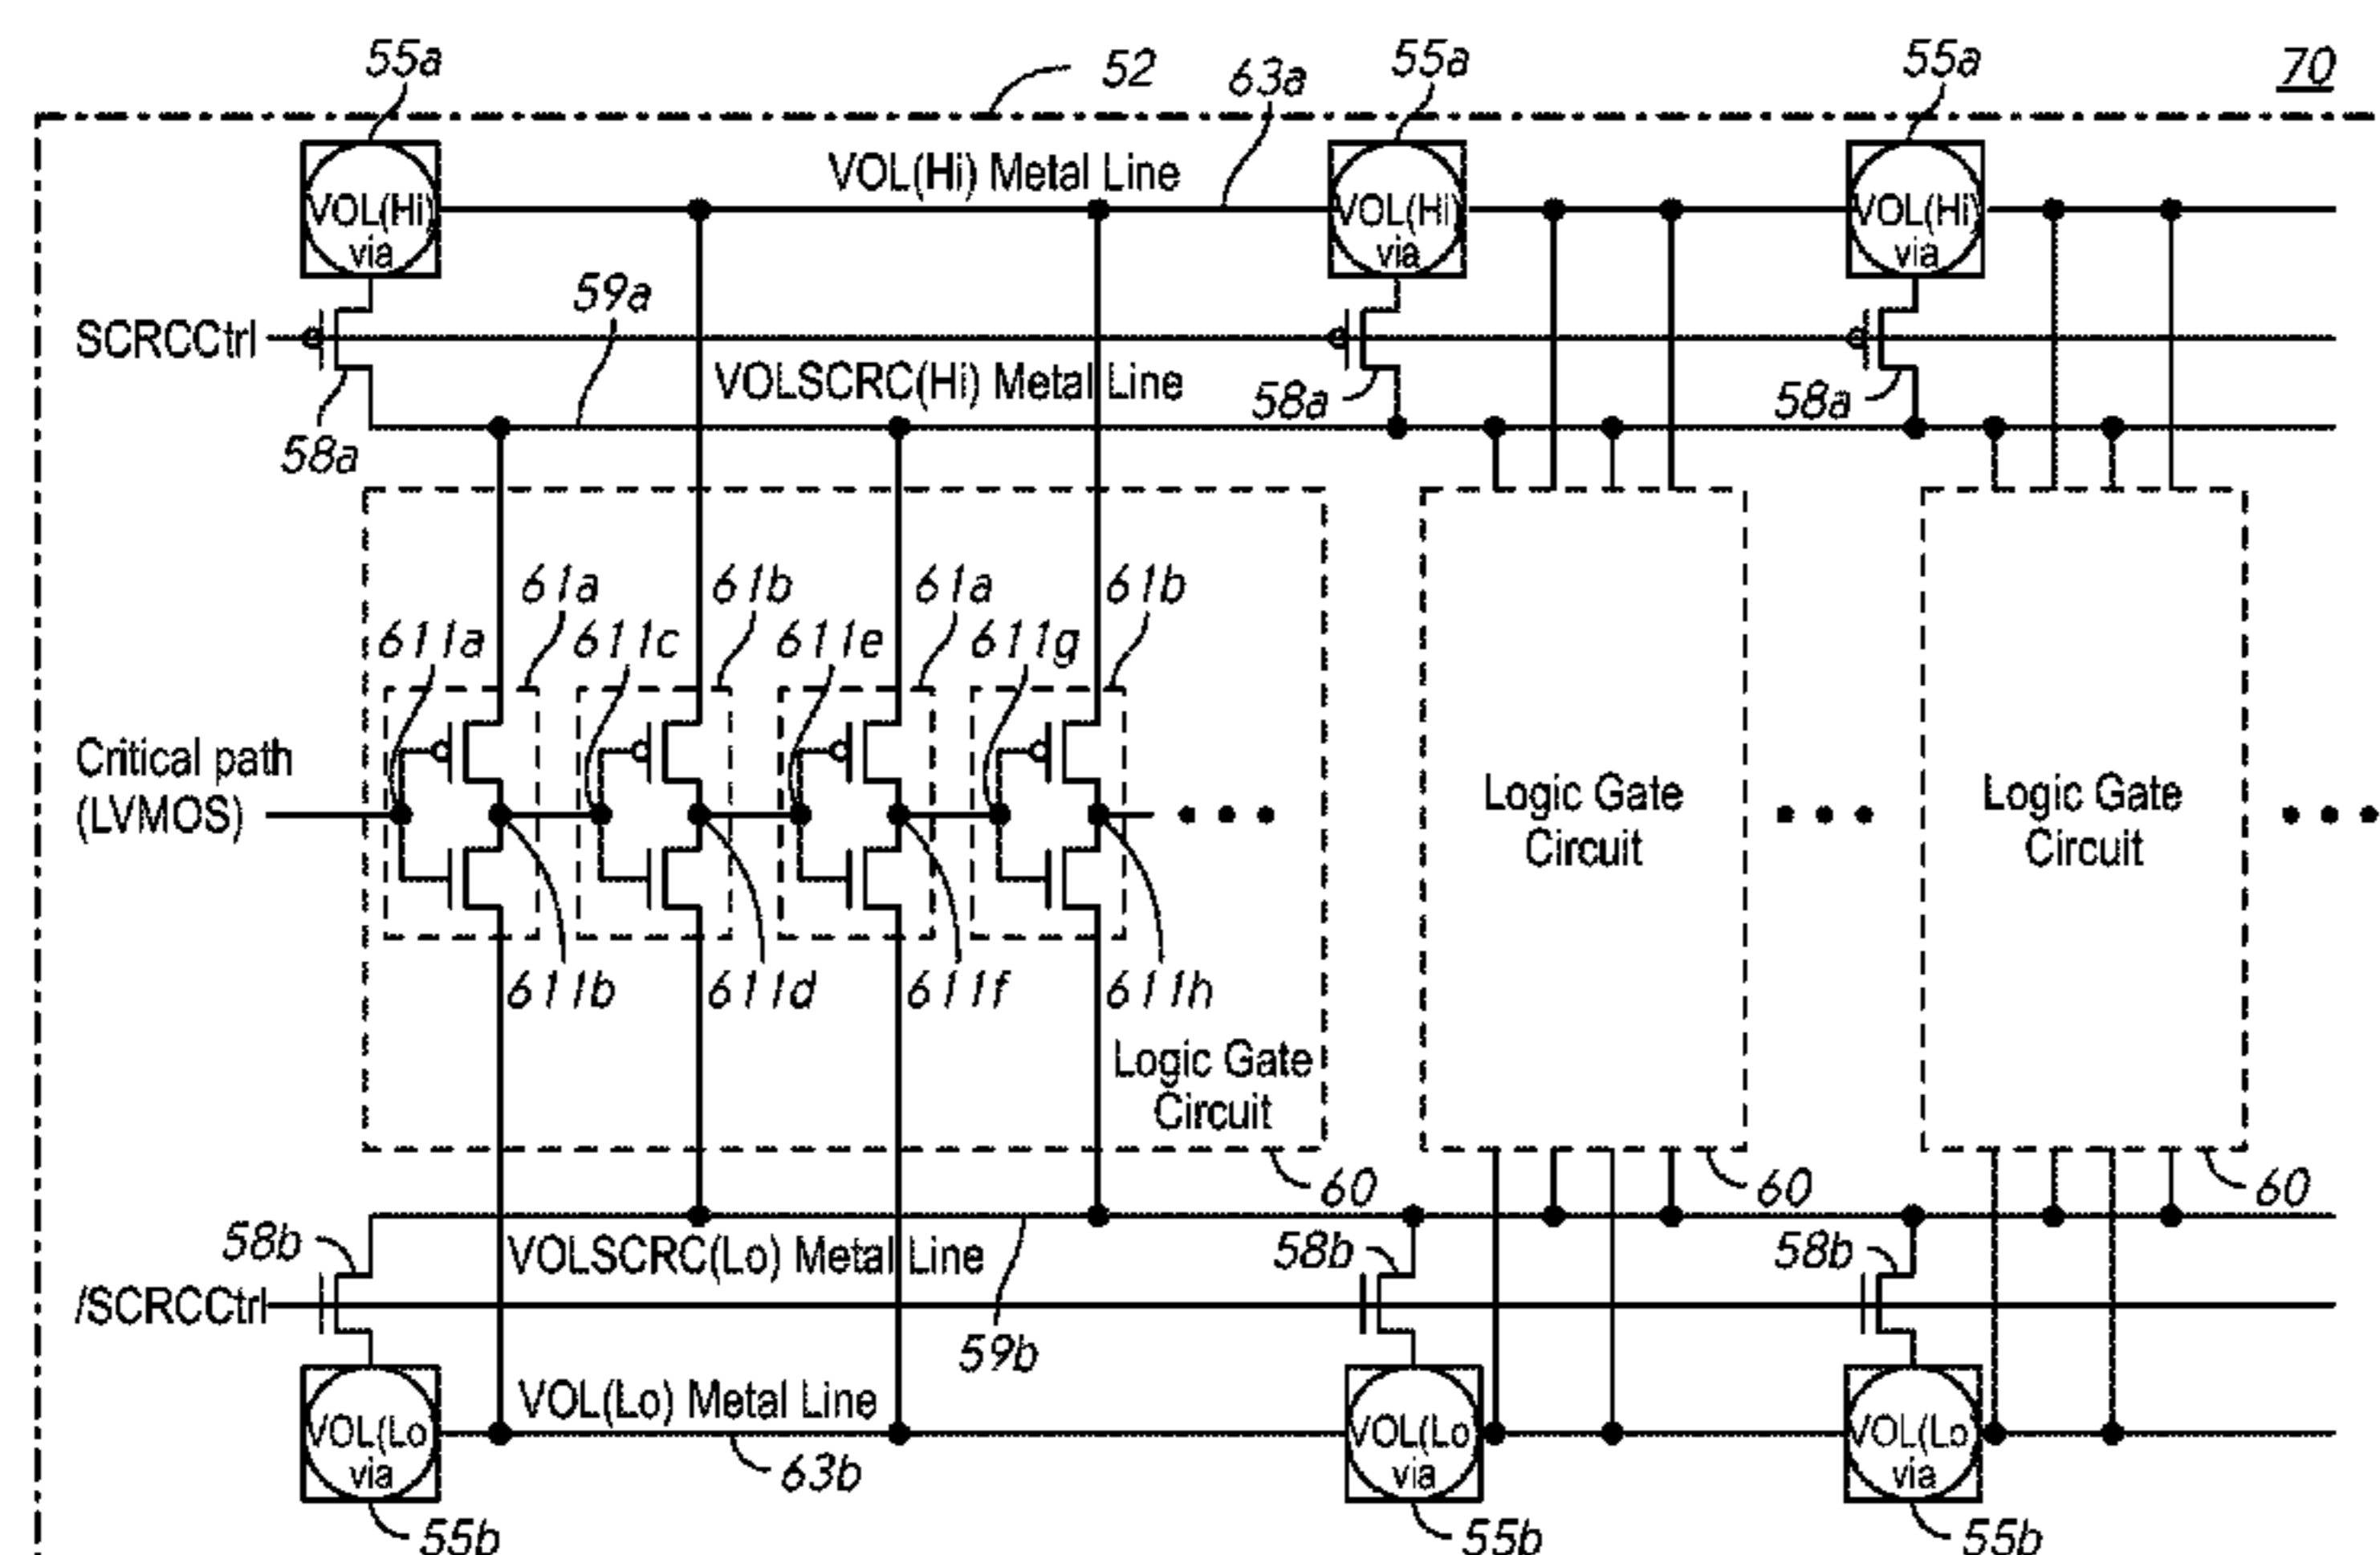 55a
52
63a
55a
55a
70
VOL(Hi) Metal Line
VOL(Hi)
via
VOL(Hi)
via
VOL(Hi)
via
59a
SCRCCtrl
VOLSCRC(Hi) Metal Line
58a
58a
58a
61a
61b
61a
61b
611a
611c
611e
611g
Critical path
(LVMOS)
Logic Gate
Circuit
Logic Gate
Circuit
611b
611d
611f
611h
Logic Gate
Circuit
60
60
60
58b
VOLSCRC(Lo) Metal Line
58b
58b
/SCRCCtrl
59b
VOL(Lo) Metal Line
VOL(Lo
via
VOL(Lo
via
VOL(Lo
via
63b
55b
55b
55b